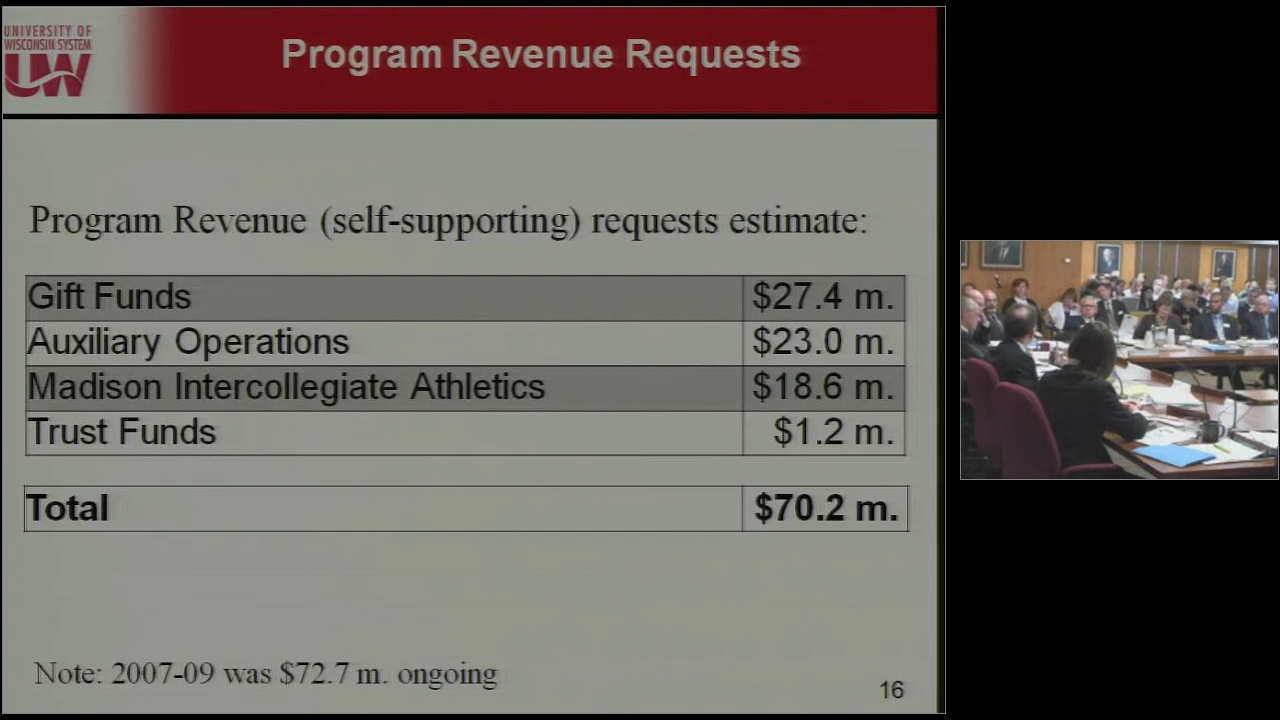 UNIVERSITY OF
WISCONSIN SYSTEM
UW
Program Revenue Requests
Program Revenue (self-supporting) requests estimate:
Gift Funds $27.4 m.
Auxiliary Operations $23.0 m.
Madison Intercollegiate Athletics $18.6 m.
Trust Funds $1.2 m.
Total $70.2 m.
Note: 2007-09 was $72.7 m. ongoing
16